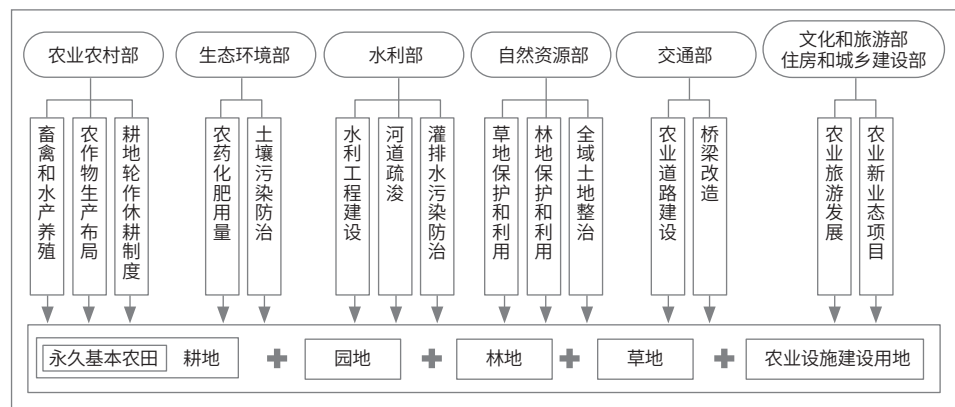 农业农村部
生态环境部
水利部
自然资源部
交通部
文化和旅游部
住房和城乡建设部
畜禽和水产养殖
农作物生产布局
耕地轮作休耕制度
农药化肥用量
土壤污染防治
水利工程建设
河道疏浚
灌排水污染防治
草地保护和利用
林地保护和利用
全域土地整治
农业道路建设
桥梁改造
农业旅游发展
农业新业态项目
永久基本农田 耕地 + 园地 + 林地 + 草地 + 农业设施建设用地